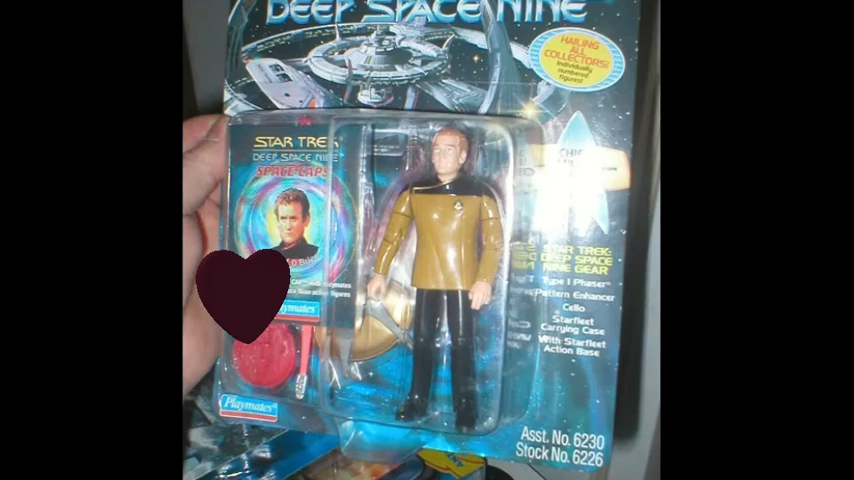 DEEP SPACE NINE
HAILING
ALL
COLLECTORS!
Individually
numbered
figures!
STAR TREK
DEEP SPACE NINE
SPACE CAPS
Playmates
STAR TREK:
DEEP SPACE
NINE GEAR
Type I Phaser
Pattern Enhancer
Cello
Starfleet
Carrying Case
With Starfleet
Action Base
Playmates
Asst. No. 6230
Stock No. 6226